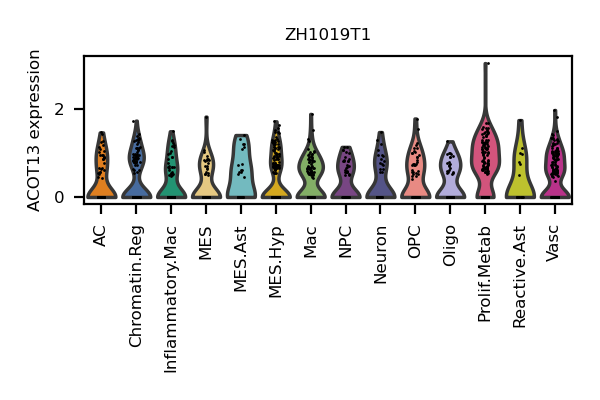 ZH1019T1
ACOT13 expression
2
0
AC
Chromatin.Reg
Inflammatory.Mac
MES
MES.Ast
MES.Hyp
Mac
NPC
Neuron
OPC
Oligo
Prolif.Metab
Reactive.Ast
Vasc